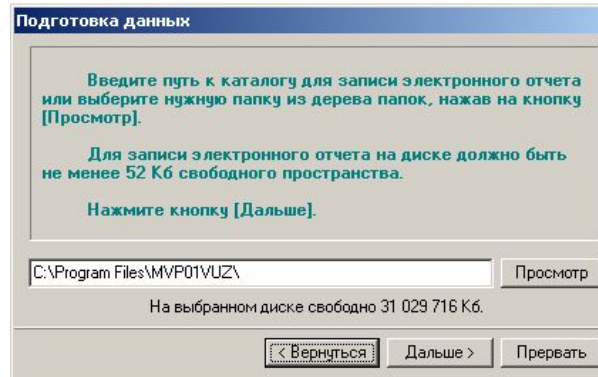 Подготовка данных
Введите путь к каталогу для записи электронного отчета
или выберите нужную папку из дерева папок, нажав на кнопку
[Просмотр].
Для записи электронного отчета на диске должно быть
не менее 52 Кб свободного пространства.
Нажмите кнопку [Дальше].
C:\Program Files\MVP01VUZ\
Просмотр
На выбранном диске свободно 31 029 716 Кб.
< Вернуться
Дальше >
Прервать